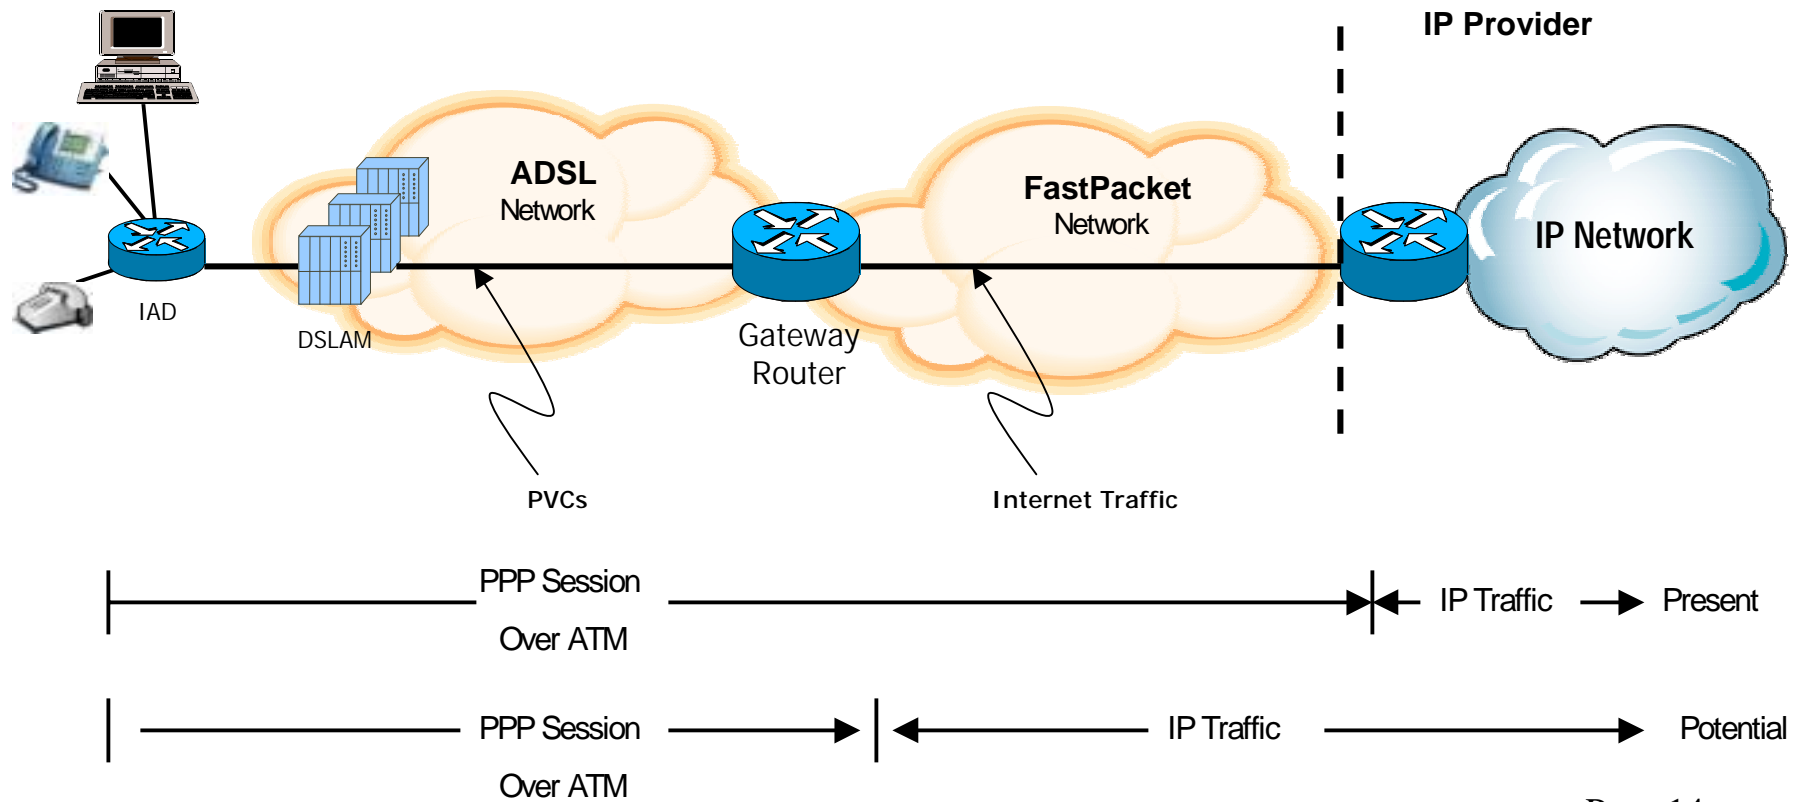 IP Provider
ADSL
Network
FastPacket
Network
IP Network
IAD
DSLAM
Gateway
Router
PVCs
Internet Traffic
PPP Session
Over ATM
IP Traffic
Present
PPP Session
Over ATM
IP Traffic
Potential